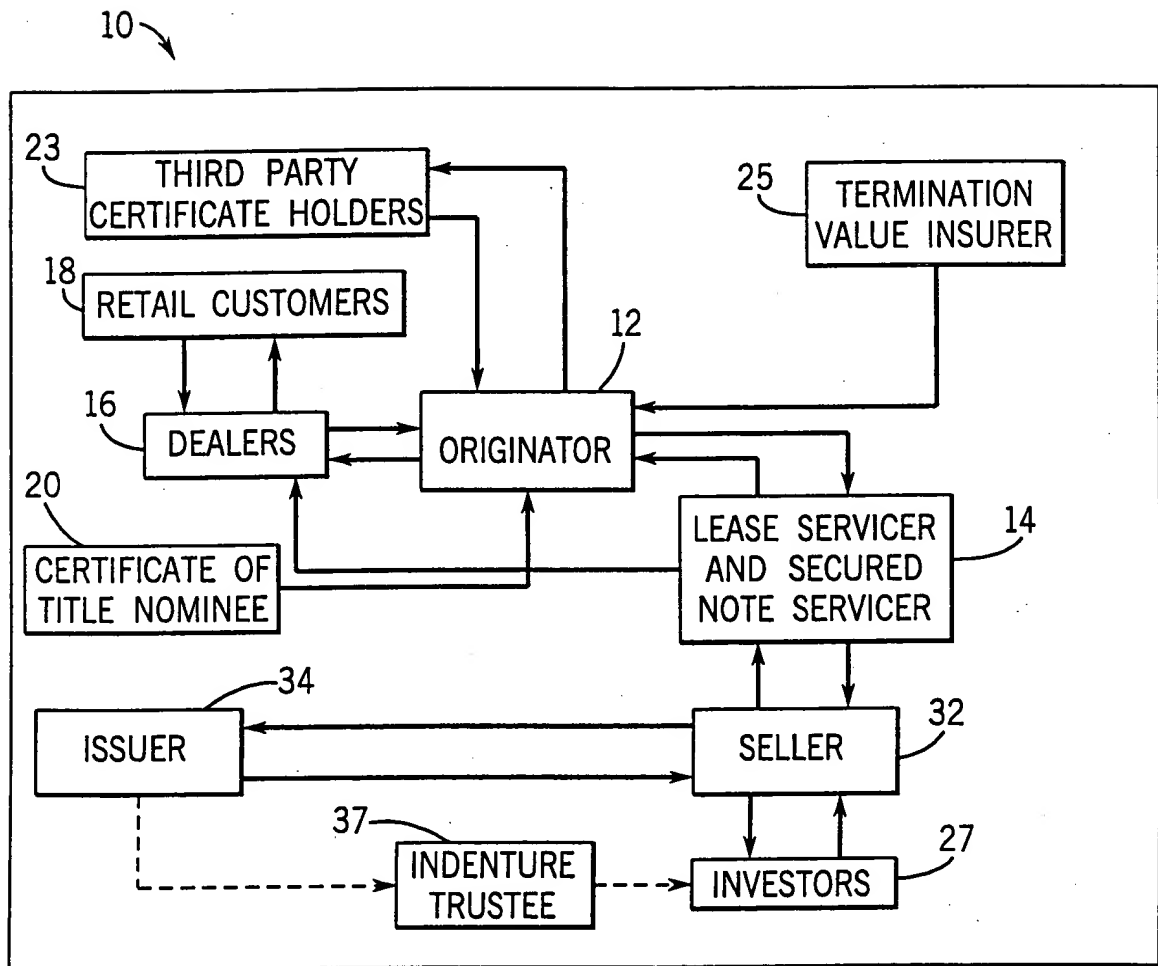 10
23
THIRD PARTY
CERTIFICATE HOLDERS
25
TERMINATION
VALUE INSURER
18
RETAIL CUSTOMERS
12
16
DEALERS
ORIGINATOR
20
CERTIFICATE OF
TITLE NOMINEE
LEASE SERVICER
AND SECURED
NOTE SERVICER
14
34
ISSUER
SELLER
32
37
INDENTURE
TRUSTEE
INVESTORS
27